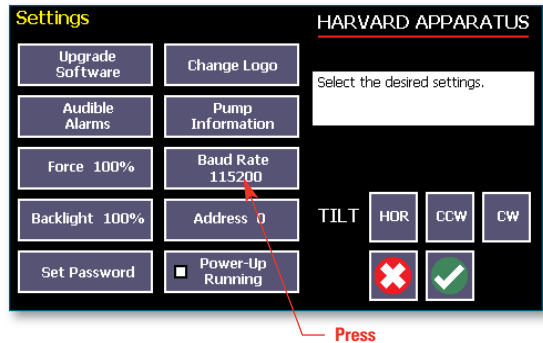 Settings
HARVARD APPARATUS
Upgrade
Software
Change Logo
Select the desired settings.
Audible
Alarms
Pump
Information
Force 100%
Baud Rate
115200
Backlight 100%
Address 0
TILT
HOR
CCW
CW
Set Password
Power-Up
Running
Press